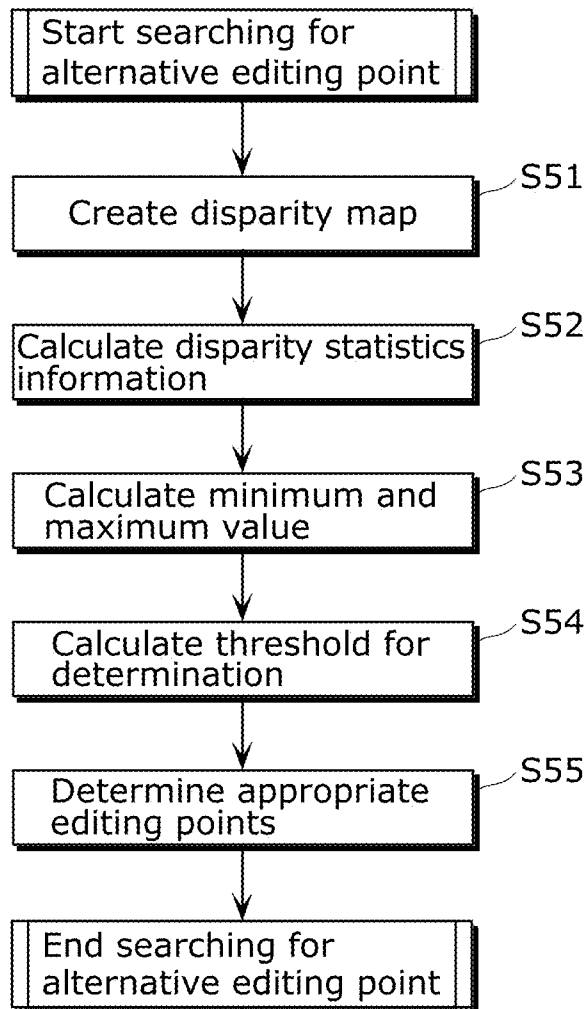 Start searching for
alternative editing point
S51
Create disparity map
S52
Calculate disparity statistics
information
S53
Calculate minimum and
maximum value
S54
Calculate threshold for
determination
S55
Determine appropriate
editing points
End searching for
alternative editing point